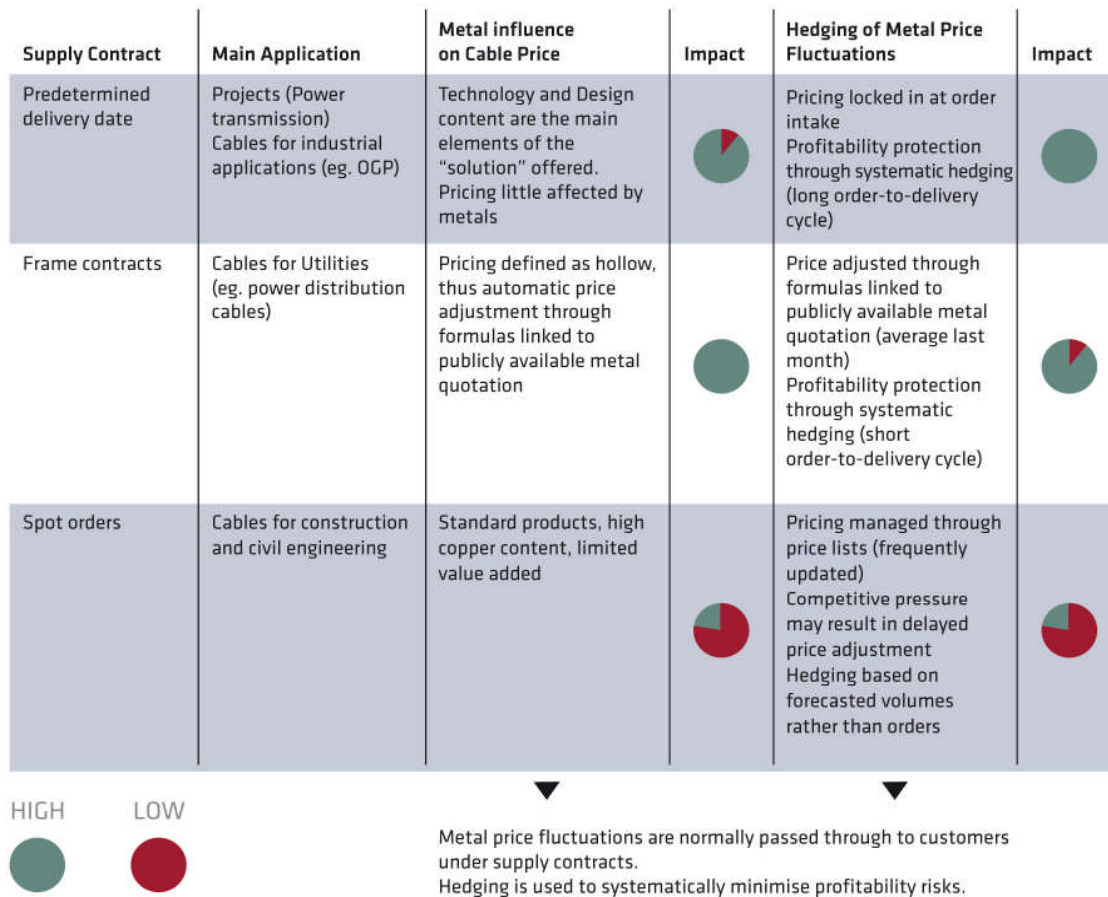 Supply Contract
Main Application
Metal influence
on Cable Price
Impact
Hedging of Metal Price
Fluctuations
Impact
Predetermined
delivery date
Projects (Power
transmission)
Cables for industrial
applications (eg. OGP)
Technology and Design
content are the main
elements of the
“solution” offered.
Pricing little affected by
metals
Pricing locked in at order
intake
Profitability protection
through systematic hedging
(long order-to-delivery
cycle)
Frame contracts
Cables for Utilities
(eg. power distribution
cables)
Pricing defined as hollow,
thus automatic price
adjustment through
formulas linked to
publicly available metal
quotation
Price adjusted through
formulas linked to
publicly available metal
quotation (average last
month)
Profitability protection
through systematic
hedging (short
order-to-delivery cycle)
Spot orders
Cables for construction
and civil engineering
Standard products, high
copper content, limited
value added
Pricing managed through
price lists (frequently
updated)
Competitive pressure
may result in delayed
price adjustment
Hedging based on
forecasted volumes
rather than orders
HIGH
LOW
Metal price fluctuations are normally passed through to customers
under supply contracts.
Hedging is used to systematically minimise profitability risks.